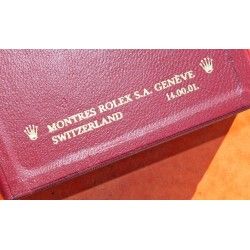 MONTRES ROLEX S.A. GENÈVE
SWITZERLAND 14.00.01.